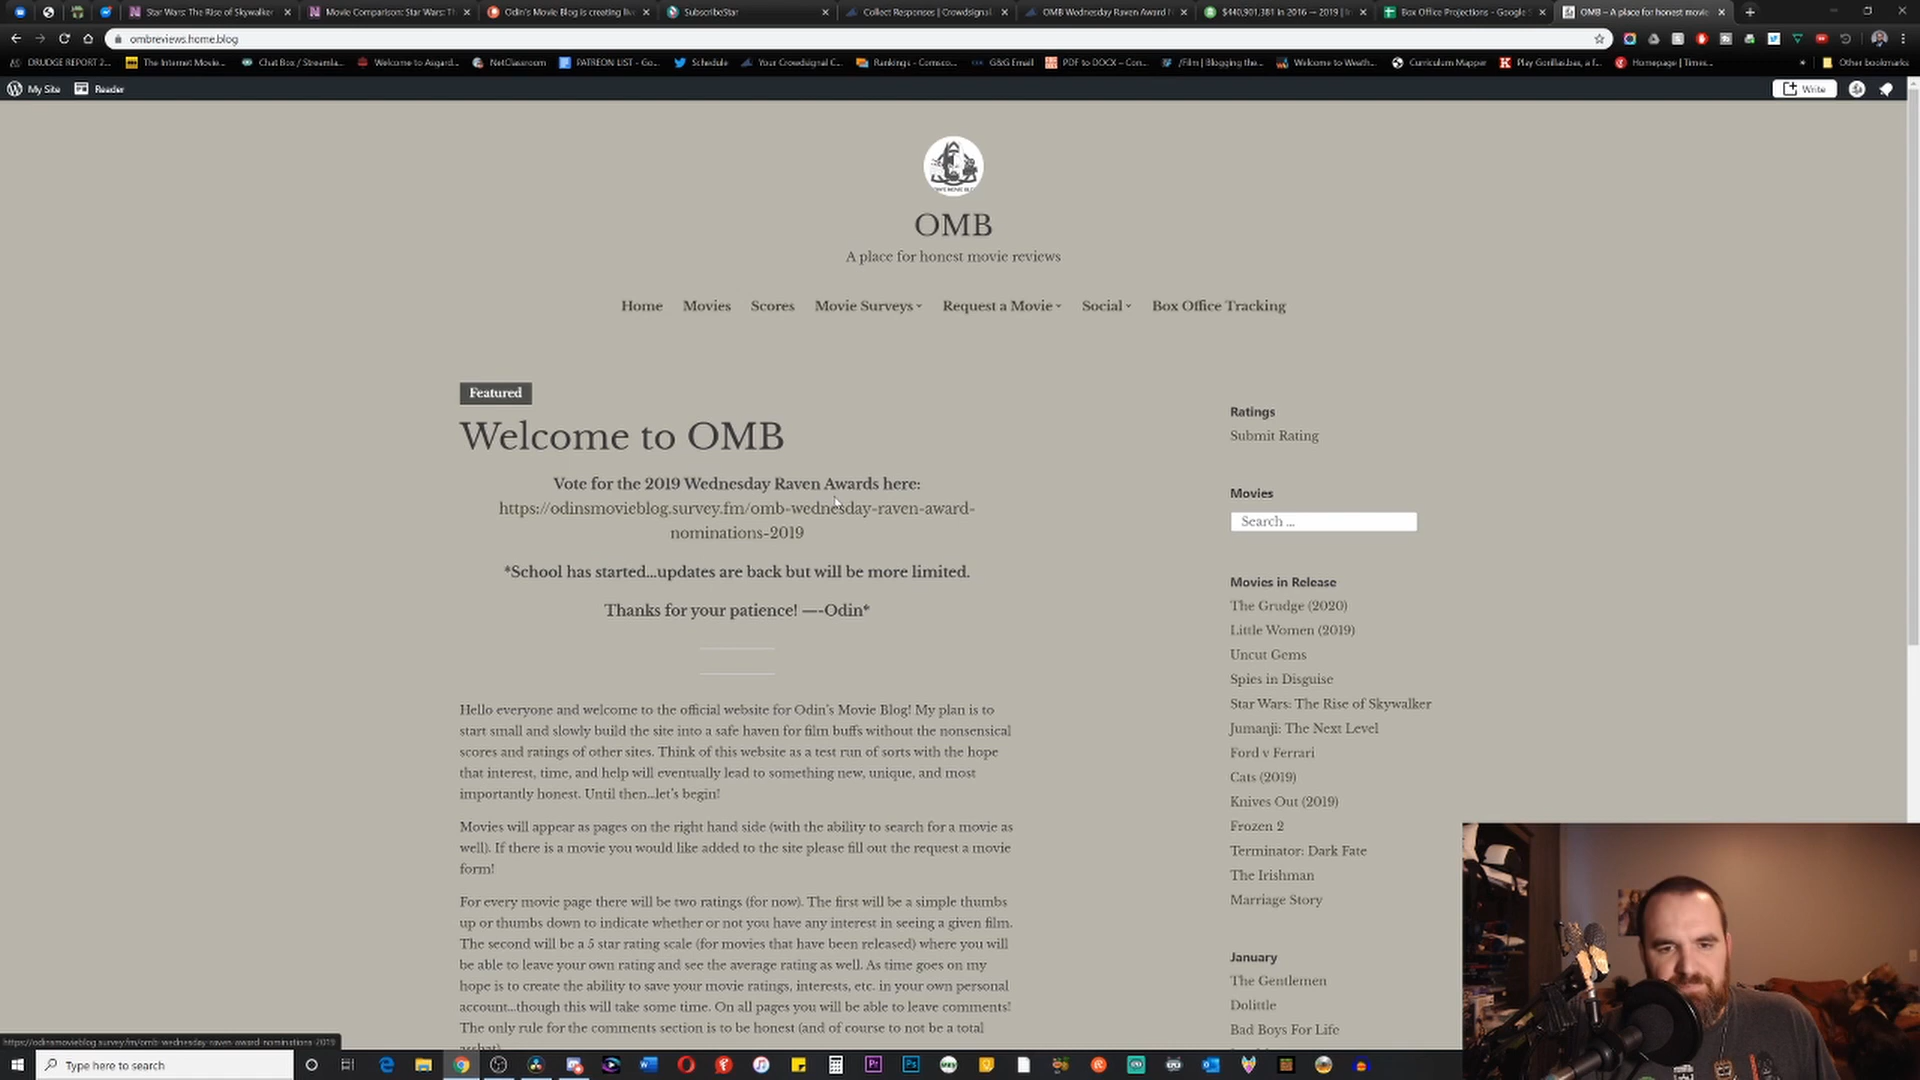 Star Wars: The Rise of Skywalker
Movie Comparison: Star Wars: Th
Odin's Movie Blog is creating liv
SubscribeStar
Collect Responses | Crowdsignal
OMB Wednesday Raven Award N
$440,901,381 in 2016 → 2019 | In
Box Office Projections - Google S
OMB – A place for honest movie
ombreviews.home.blog
DRUDGE REPORT 2...
The Internet Movie...
Chat Box / Streamla...
Welcome to Asgard...
NetClassroom
PATREON LIST - Go...
Schedule
Your Crowdsignal C...
Rankings - Comsco...
G&G Email
PDF to DOCX – Con...
/Film | Blogging the...
Welcome to Weath...
Curriculum Mapper
Play Gorillas.bas, a f...
Homepage | Times...
Other bookmarks
My Site
Reader
Write
OMB
A place for honest movie reviews
Home
Movies
Scores
Movie Surveys
Request a Movie
Social
Box Office Tracking
Featured
Welcome to OMB
Vote for the 2019 Wednesday Raven Awards here:
https://odinsmovieblog.survey.fm/omb-wednesday-raven-award-
nominations-2019
*School has started...updates are back but will be more limited.
Thanks for your patience! —-Odin*
Hello everyone and welcome to the official website for Odin's Movie Blog! My plan is to
start small and slowly build the site into a safe haven for film buffs without the nonsensical
scores and ratings of other sites. Think of this website as a test run of sorts with the hope
that interest, time, and help will eventually lead to something new, unique, and most
importantly honest. Until then...let's begin!
Movies will appear as pages on the right hand side (with the ability to search for a movie as
well). If there is a movie you would like added to the site please fill out the request a movie
form!
For every movie page there will be two ratings (for now). The first will be a simple thumbs
up or thumbs down to indicate whether or not you have any interest in seeing a given film.
The second will be a 5 star rating scale (for movies that have been released) where you will
be able to leave your own rating and see the average rating as well. As time goes on my
hope is to create the ability to save your movie ratings, interests, etc. in your own personal
account...though this will take some time. On all pages you will be able to leave comments!
The only rule for the comments section is to be honest (and of course to not be a total
Ratings
Submit Rating
Movies
Search ...
Movies in Release
The Grudge (2020)
Little Women (2019)
Uncut Gems
Spies in Disguise
Star Wars: The Rise of Skywalker
Jumanji: The Next Level
Ford v Ferrari
Cats (2019)
Knives Out (2019)
Frozen 2
Terminator: Dark Fate
The Irishman
Marriage Story
January
The Gentlemen
Dolittle
Bad Boys For Life
https://odinsmovieblog.survey.fm/omb-wednesday-raven-award-nominations-2019
Type here to search